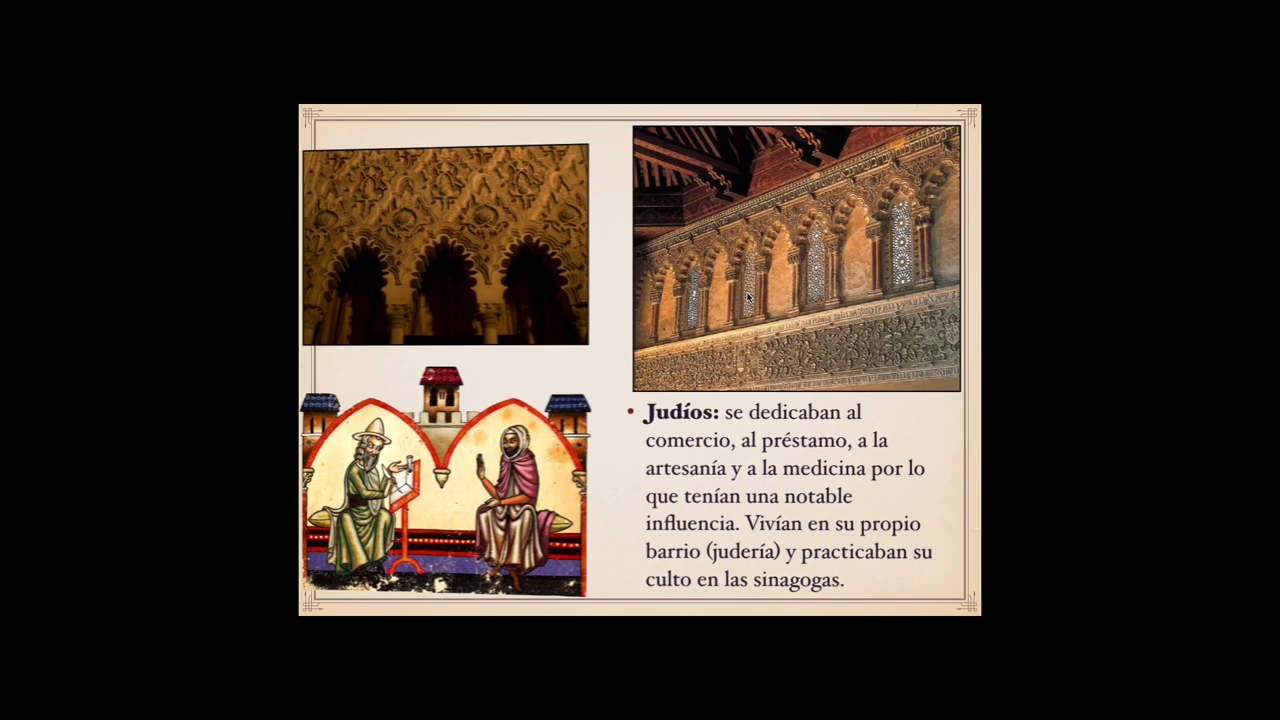 • Judíos: se dedicaban al
comercio, al préstamo, a la
artesanía y a la medicina por lo
que tenían una notable
influencia. Vivían en su propio
barrio (judería) y practicaban su
culto en las sinagogas.